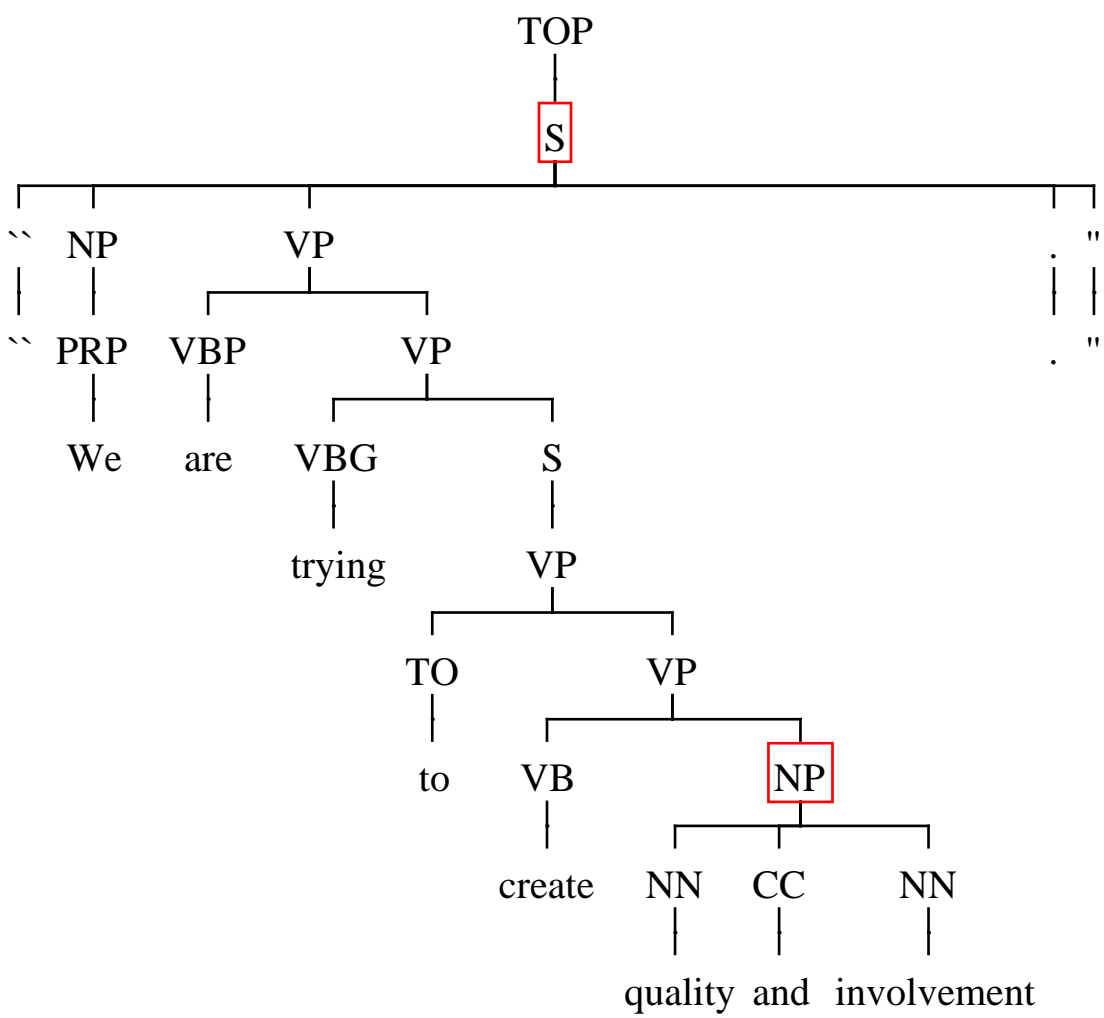 TOP
S
`` NP VP . "
`` PRP VBP VP . "
We are VBG S
trying VP
TO VP
to VB NP
create NN CC NN
quality and involvement